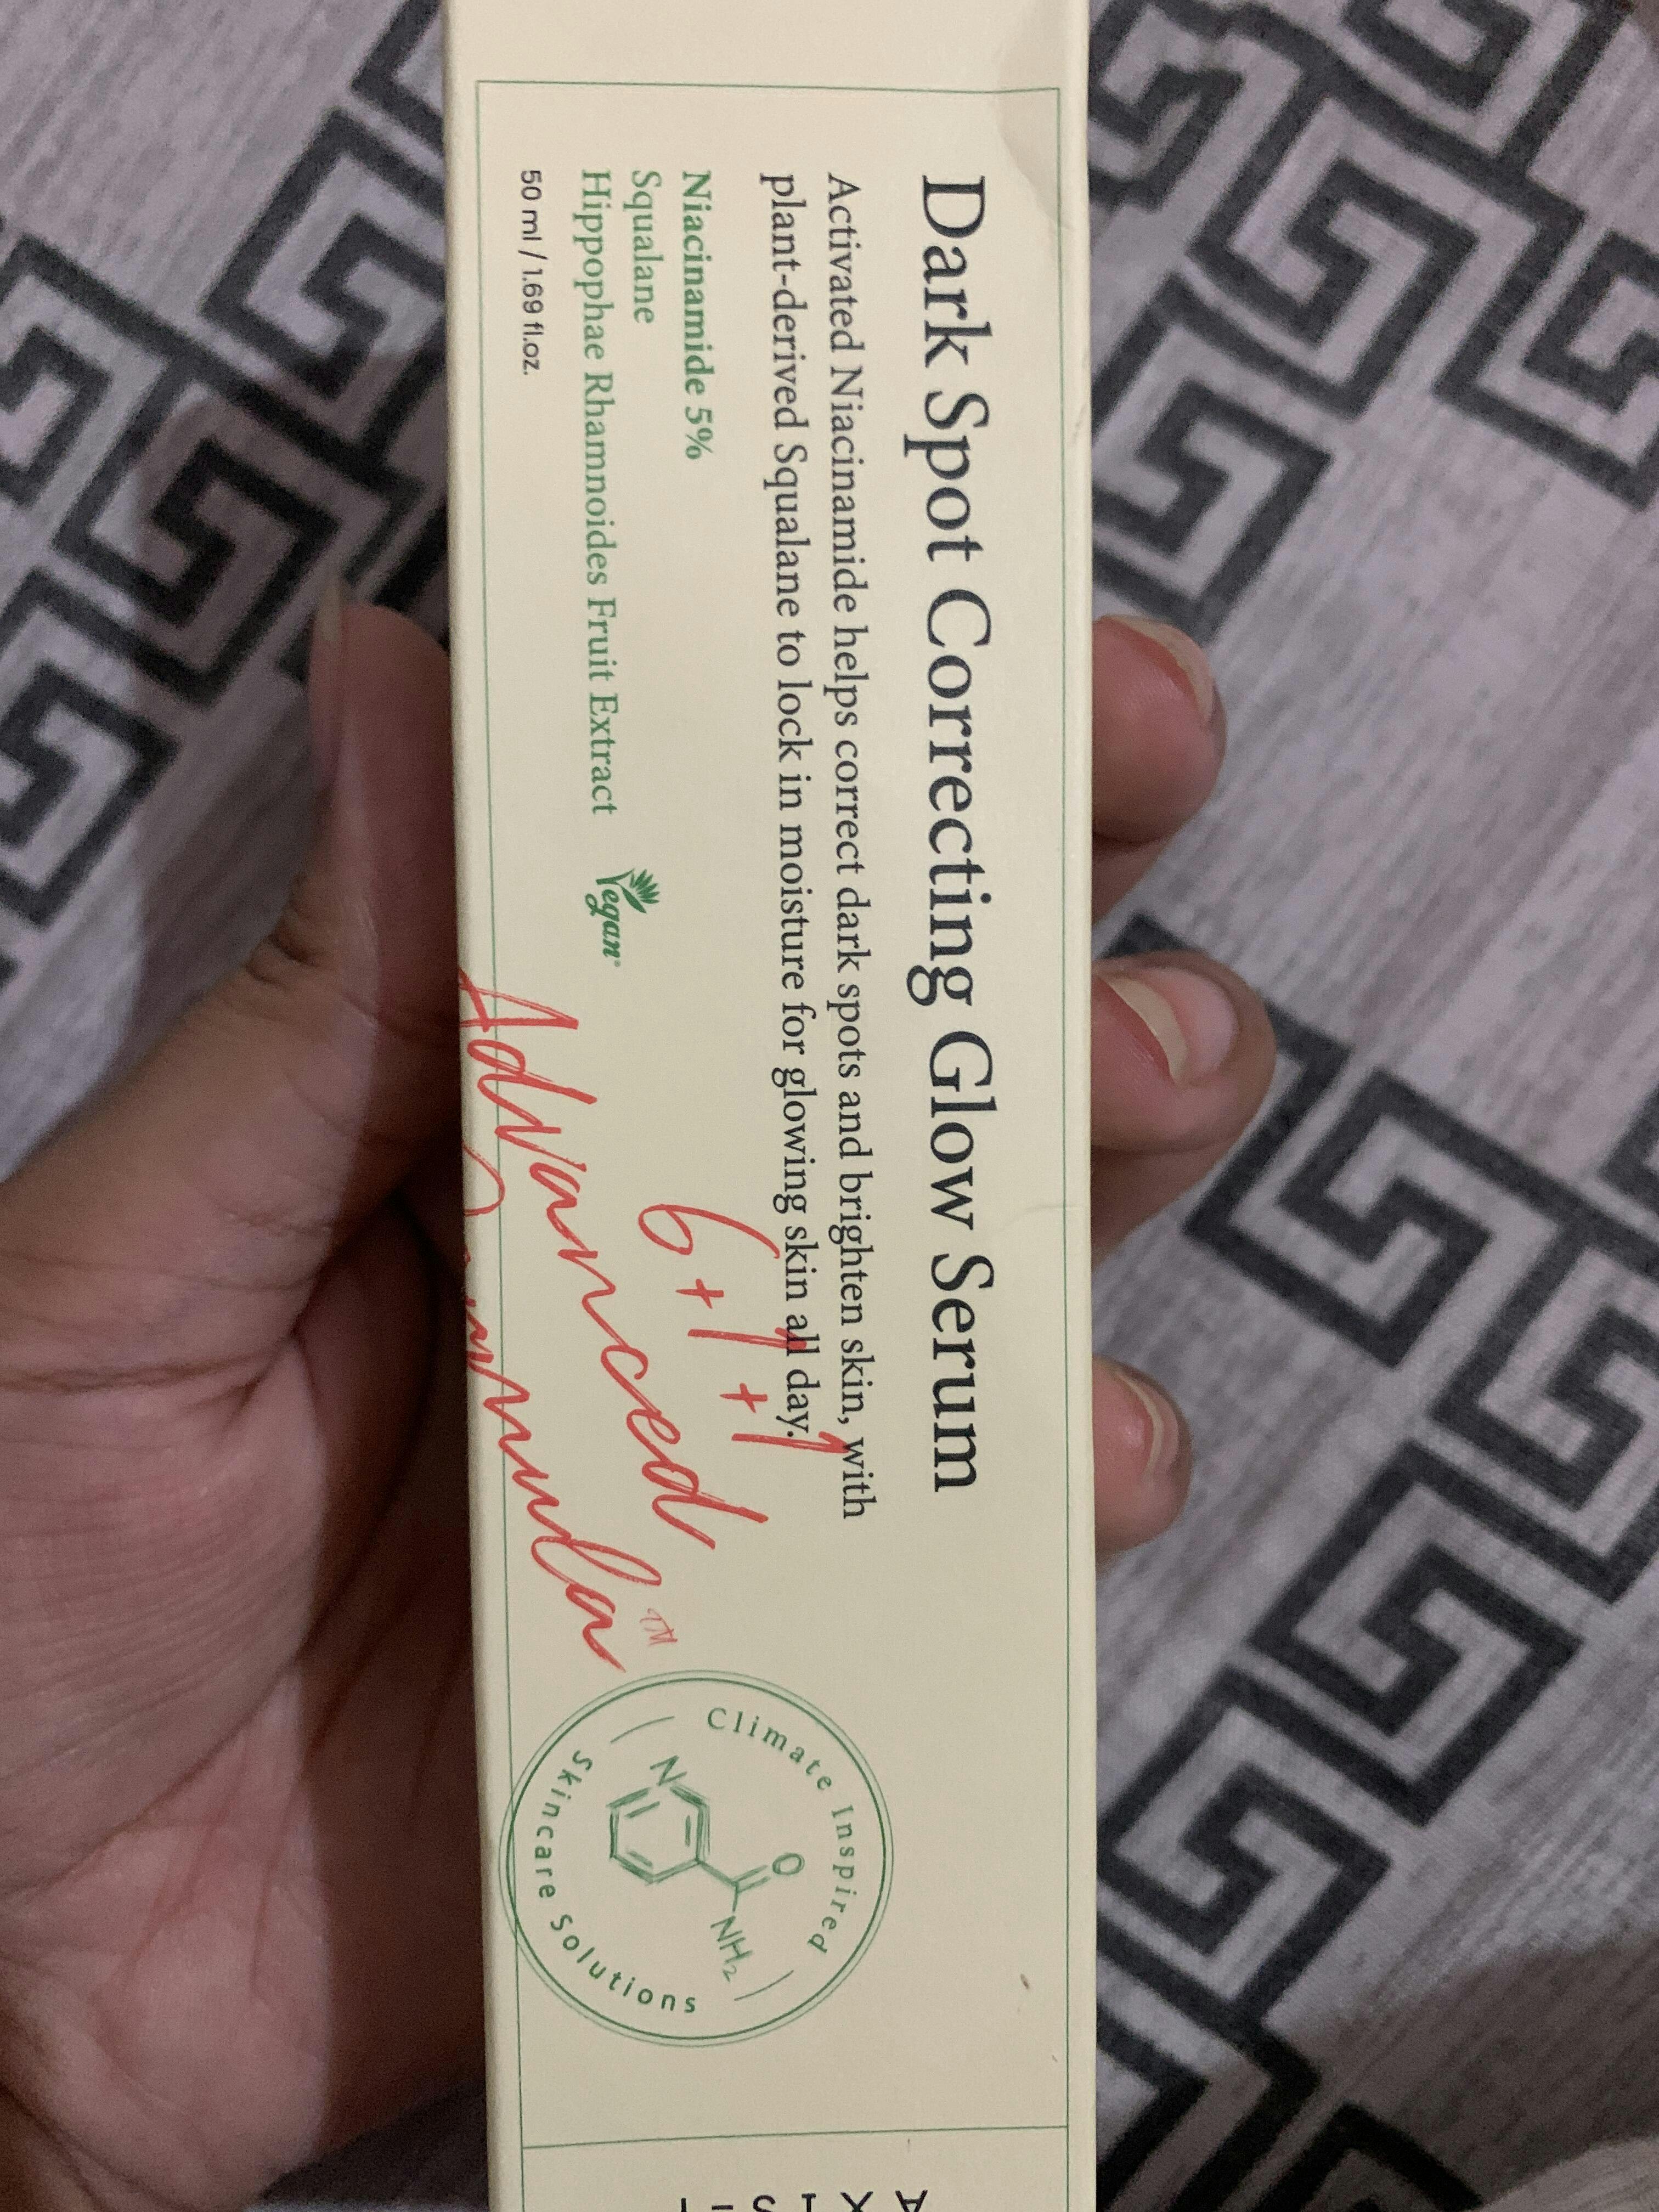 Dark Spot Correcting Glow Serum
Activated Niacinamide helps correct dark spots and brighten skin, with
plant-derived Squalane to lock in moisture for glowing skin all day.
Niacinamide 5%
Squalane
Hippophae Rhamnoides Fruit Extract
Vegan®
50 ml / 1.69 fl.oz.
6+1+1
Advanced
Formula™
Climate Inspired
Skincare Solutions
N
O
NH₂